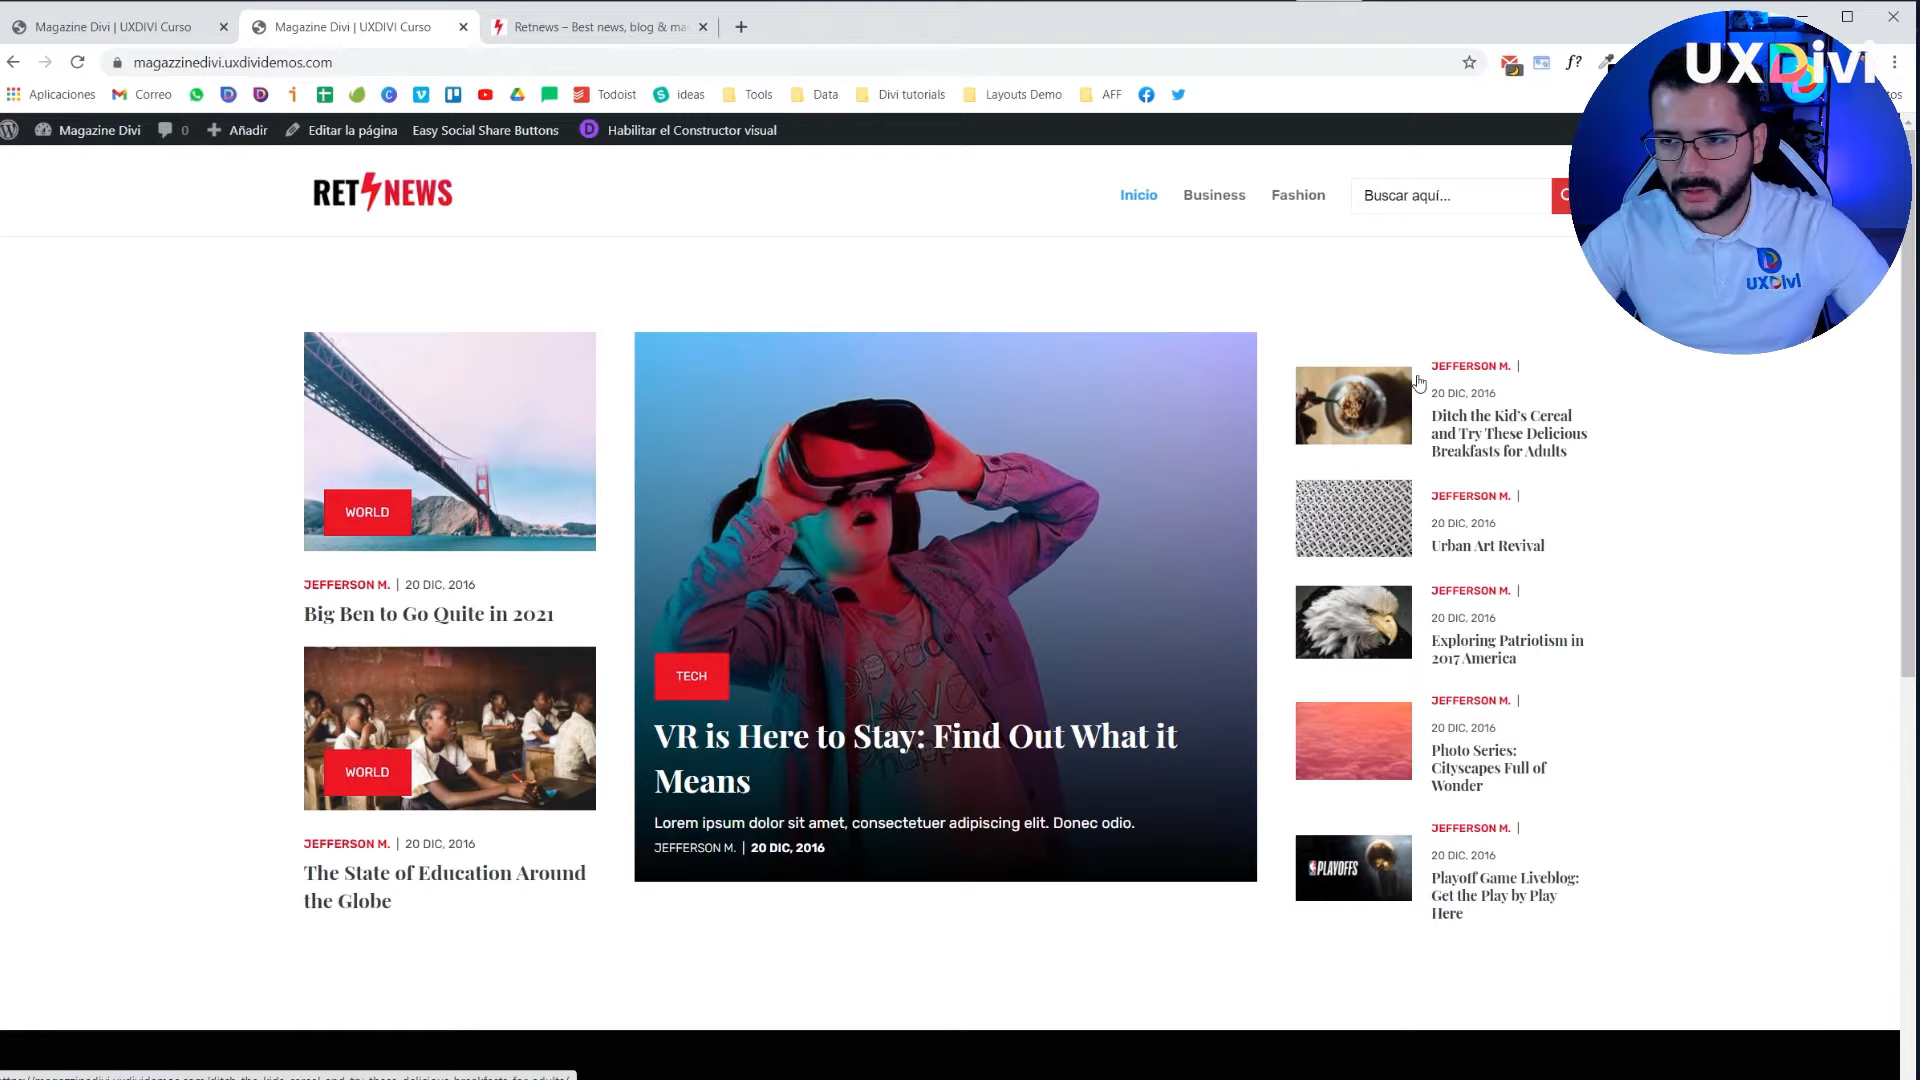 Magazine Divi | UXDIVI Curso
Magazine Divi | UXDIVI Curso
Retnews – Best news, blog & ma
magazzinedivi.uxdividemos.com
f?
UXDivi
Aplicaciones
Correo
Todoist
ideas
Tools
Data
Divi tutorials
Layouts Demo
AFF
Magazine Divi
0
Añadir
Editar la página
Easy Social Share Buttons
Habilitar el Constructor visual
RET NEWS
Inicio
Business
Fashion
Buscar aquí...
UXDivi
WORLD
JEFFERSON M. | 20 DIC, 2016
Big Ben to Go Quite in 2021
WORLD
JEFFERSON M. | 20 DIC, 2016
The State of Education Around
the Globe
TECH
VR is Here to Stay: Find Out What it
Means
Lorem ipsum dolor sit amet, consectetuer adipiscing elit. Donec odio.
JEFFERSON M. | 20 DIC, 2016
JEFFERSON M. |
20 DIC, 2016
Ditch the Kid's Cereal
and Try These Delicious
Breakfasts for Adults
JEFFERSON M. |
20 DIC, 2016
Urban Art Revival
JEFFERSON M. |
20 DIC, 2016
Exploring Patriotism in
2017 America
JEFFERSON M. |
20 DIC, 2016
Photo Series:
Cityscapes Full of
Wonder
PLAYOFFS
JEFFERSON M. |
20 DIC, 2016
Playoff Game Liveblog:
Get the Play by Play
Here